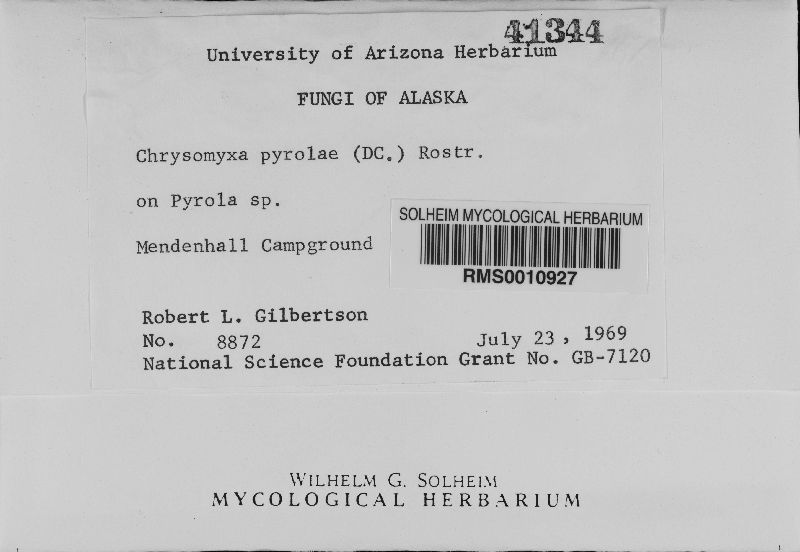 41344
University of Arizona Herbarium
FUNGI OF ALASKA
Chrysomyxa pyrolae (DC.) Rostr.
on Pyrola sp.
Mendenhall Campground
SOLHEIM MYCOLOGICAL HERBARIUM
RMS0010927
Robert L. Gilbertson
No. 8872 July 23, 1969
National Science Foundation Grant No. GB-7120
WILHELM G. SOLHEIM
MYCOLOGICAL HERBARIUM